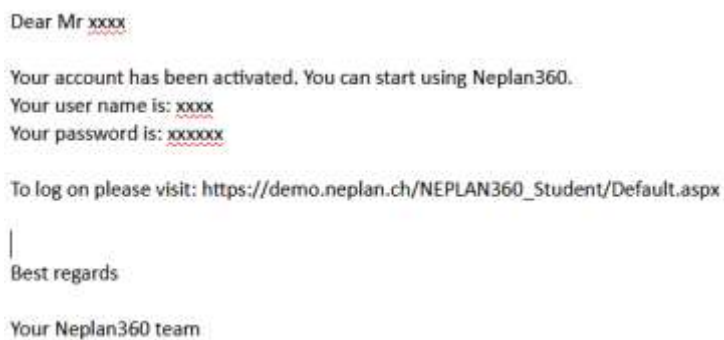 Dear Mr xxxx
Your account has been activated. You can start using Neplan360.
Your user name is: xxxx
Your password is: xxxxxx
To log on please visit: https://demo.neplan.ch/NEPLAN360_Student/Default.aspx
Best regards
Your Neplan360 team